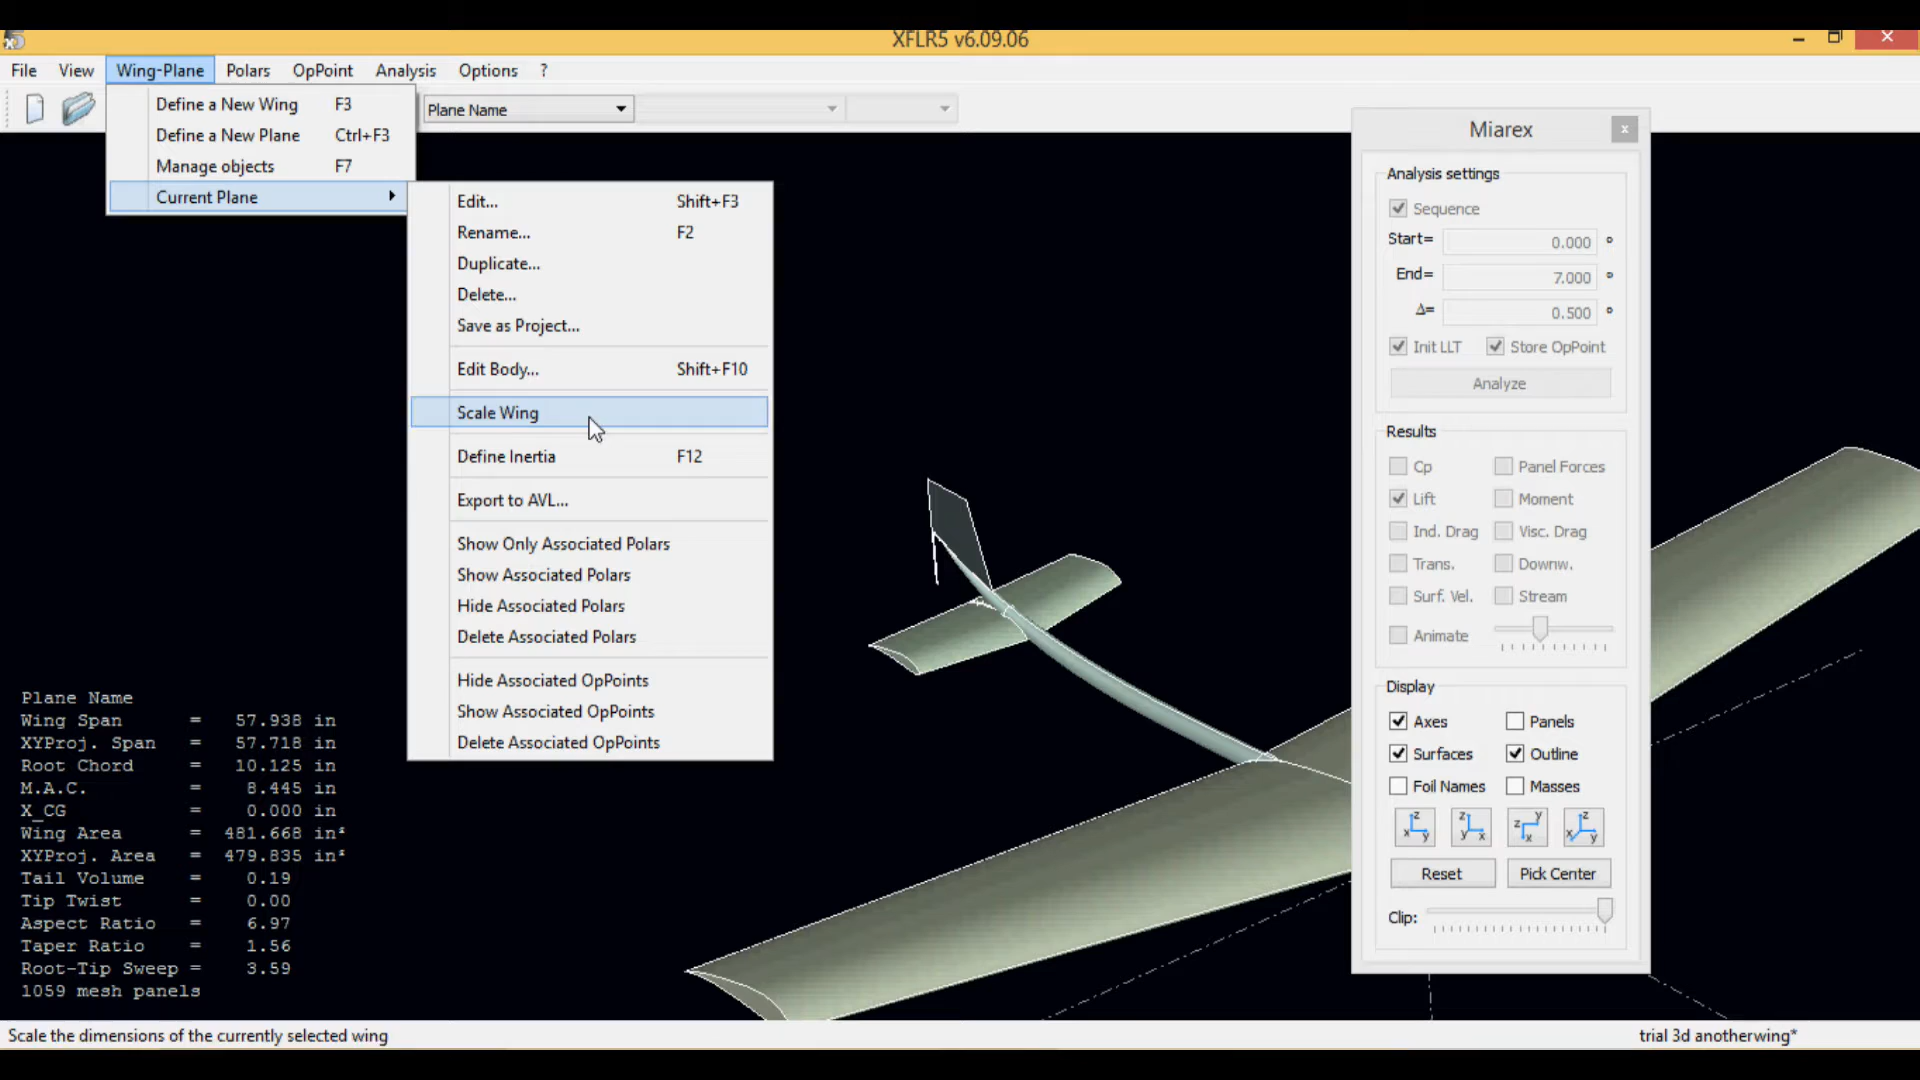 XFLR5 v6.09.06
File View Wing-Plane Polars OpPoint Analysis Options ?
Plane Name
Define a New Wing F3
Define a New Plane Ctrl+F3
Manage objects F7
Current Plane
Edit... Shift+F3
Rename... F2
Duplicate...
Delete...
Save as Project...
Edit Body... Shift+F10
Scale Wing
Define Inertia F12
Export to AVL...
Show Only Associated Polars
Show Associated Polars
Hide Associated Polars
Delete Associated Polars
Hide Associated OpPoints
Show Associated OpPoints
Delete Associated OpPoints
Miarex
x
Analysis settings
Sequence
Start= 0.000 °
End= 7.000 °
Δ= 0.500 °
Init LLT Store OpPoint
Analyze
Results
Cp Panel Forces
Lift Moment
Ind. Drag Visc. Drag
Trans. Downw.
Surf. Vel. Stream
Animate
Display
Axes Panels
Surfaces Outline
Foil Names Masses
z x y z y x z y x z x y
Reset Pick Center
Clip:
Plane Name
Wing Span = 57.938 in
XYProj. Span = 57.718 in
Root Chord = 10.125 in
M.A.C. = 8.445 in
X_CG = 0.000 in
Wing Area = 481.668 in²
XYProj. Area = 479.835 in²
Tail Volume = 0.19
Tip Twist = 0.00
Aspect Ratio = 6.97
Taper Ratio = 1.56
Root-Tip Sweep = 3.59
1059 mesh panels
Scale the dimensions of the currently selected wing
trial 3d anotherwing*